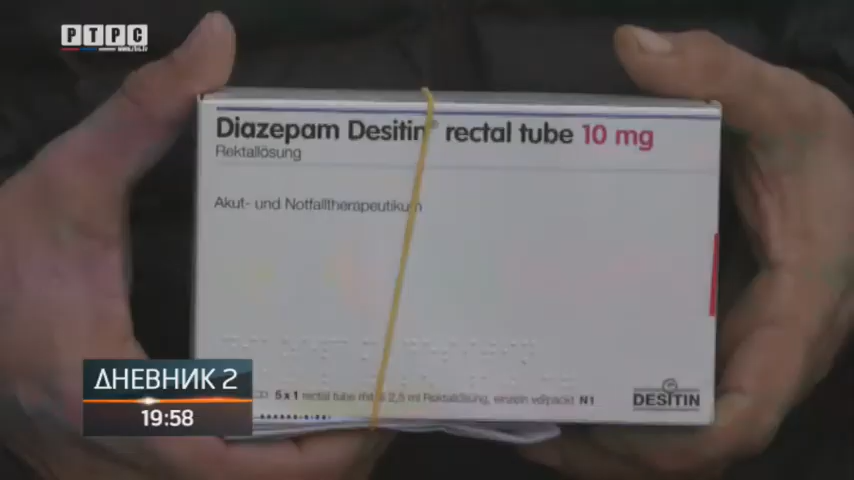 РТРС
Diazepam Desitin® rectal tube 10 mg
Rektallösung
Akut- und Notfalltherapeutikum
5 x 1 rectal tube mit 2,5 ml Rektallösung, einzeln verpackt N1
DESITIN
ДНЕВНИК 2
19:58